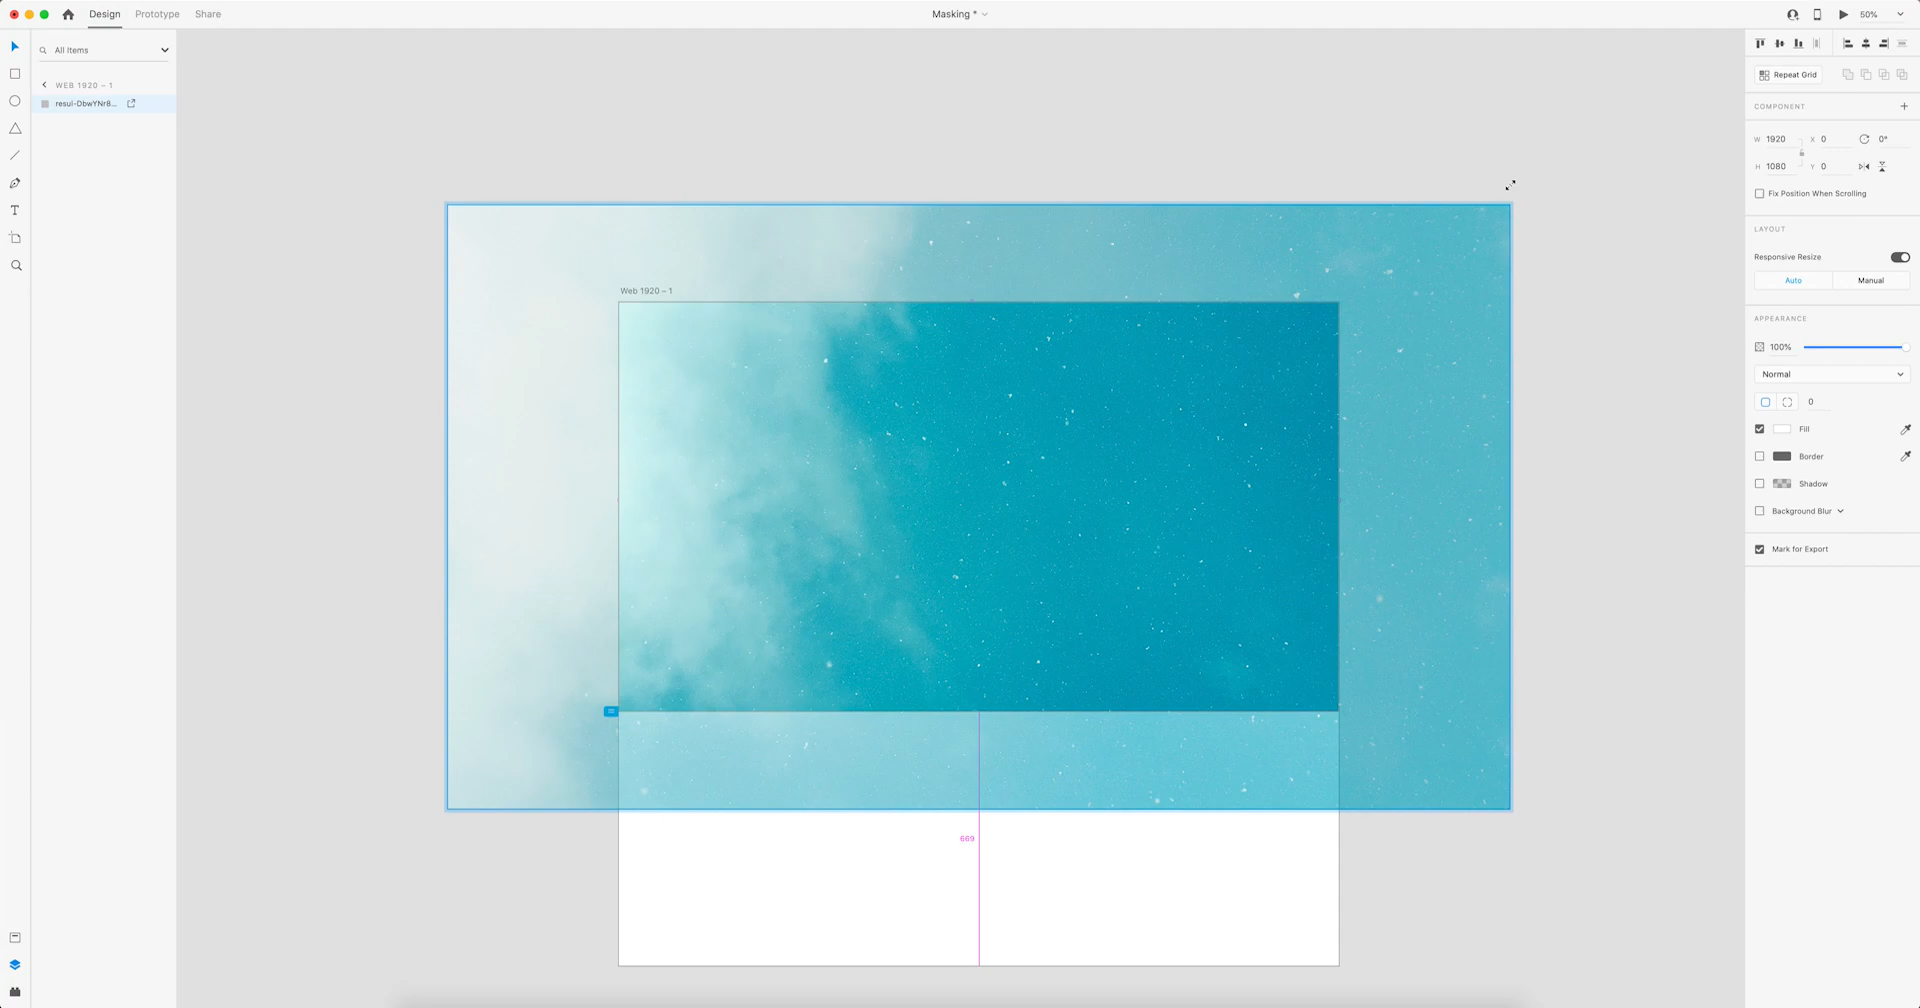 Design Prototype Share
Masking *
50%
All Items
WEB 1920 – 1
resul-DbwYNr8...
Web 1920 – 1
669
Repeat Grid
COMPONENT
W 1920 X 0 0°
H 1080 Y 0
Fix Position When Scrolling
LAYOUT
Responsive Resize
Auto Manual
APPEARANCE
100%
Normal
0
Fill
Border
Shadow
Background Blur
Mark for Export